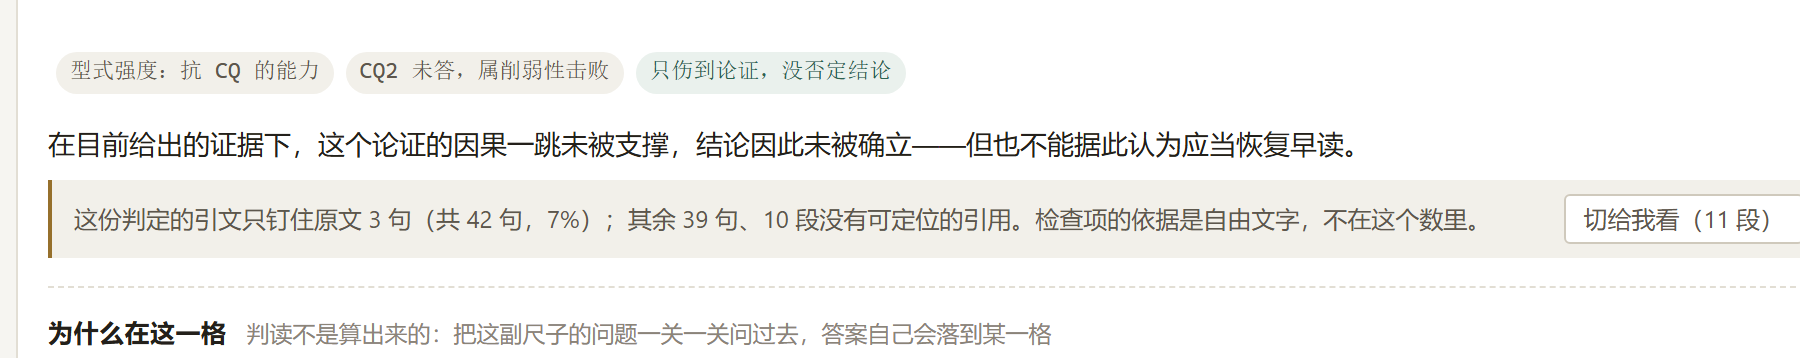 型式强度：抗 CQ 的能力 CQ2 未答，属削弱性击败 只伤到论证，没否定结论
在目前给出的证据下，这个论证的因果一跳未被支撑，结论因此未被确立——但也不能据此认为应当恢复早读。
这份判定的引文只钉住原文 3 句（共 42 句，7%）；其余 39 句、10 段没有可定位的引用。检查项的依据是自由文字，不在这个数里。 切给我看（11 段）
为什么在这一格 判读不是算出来的：把这副尺子的问题一关一关问过去，答案自己会落到某一格